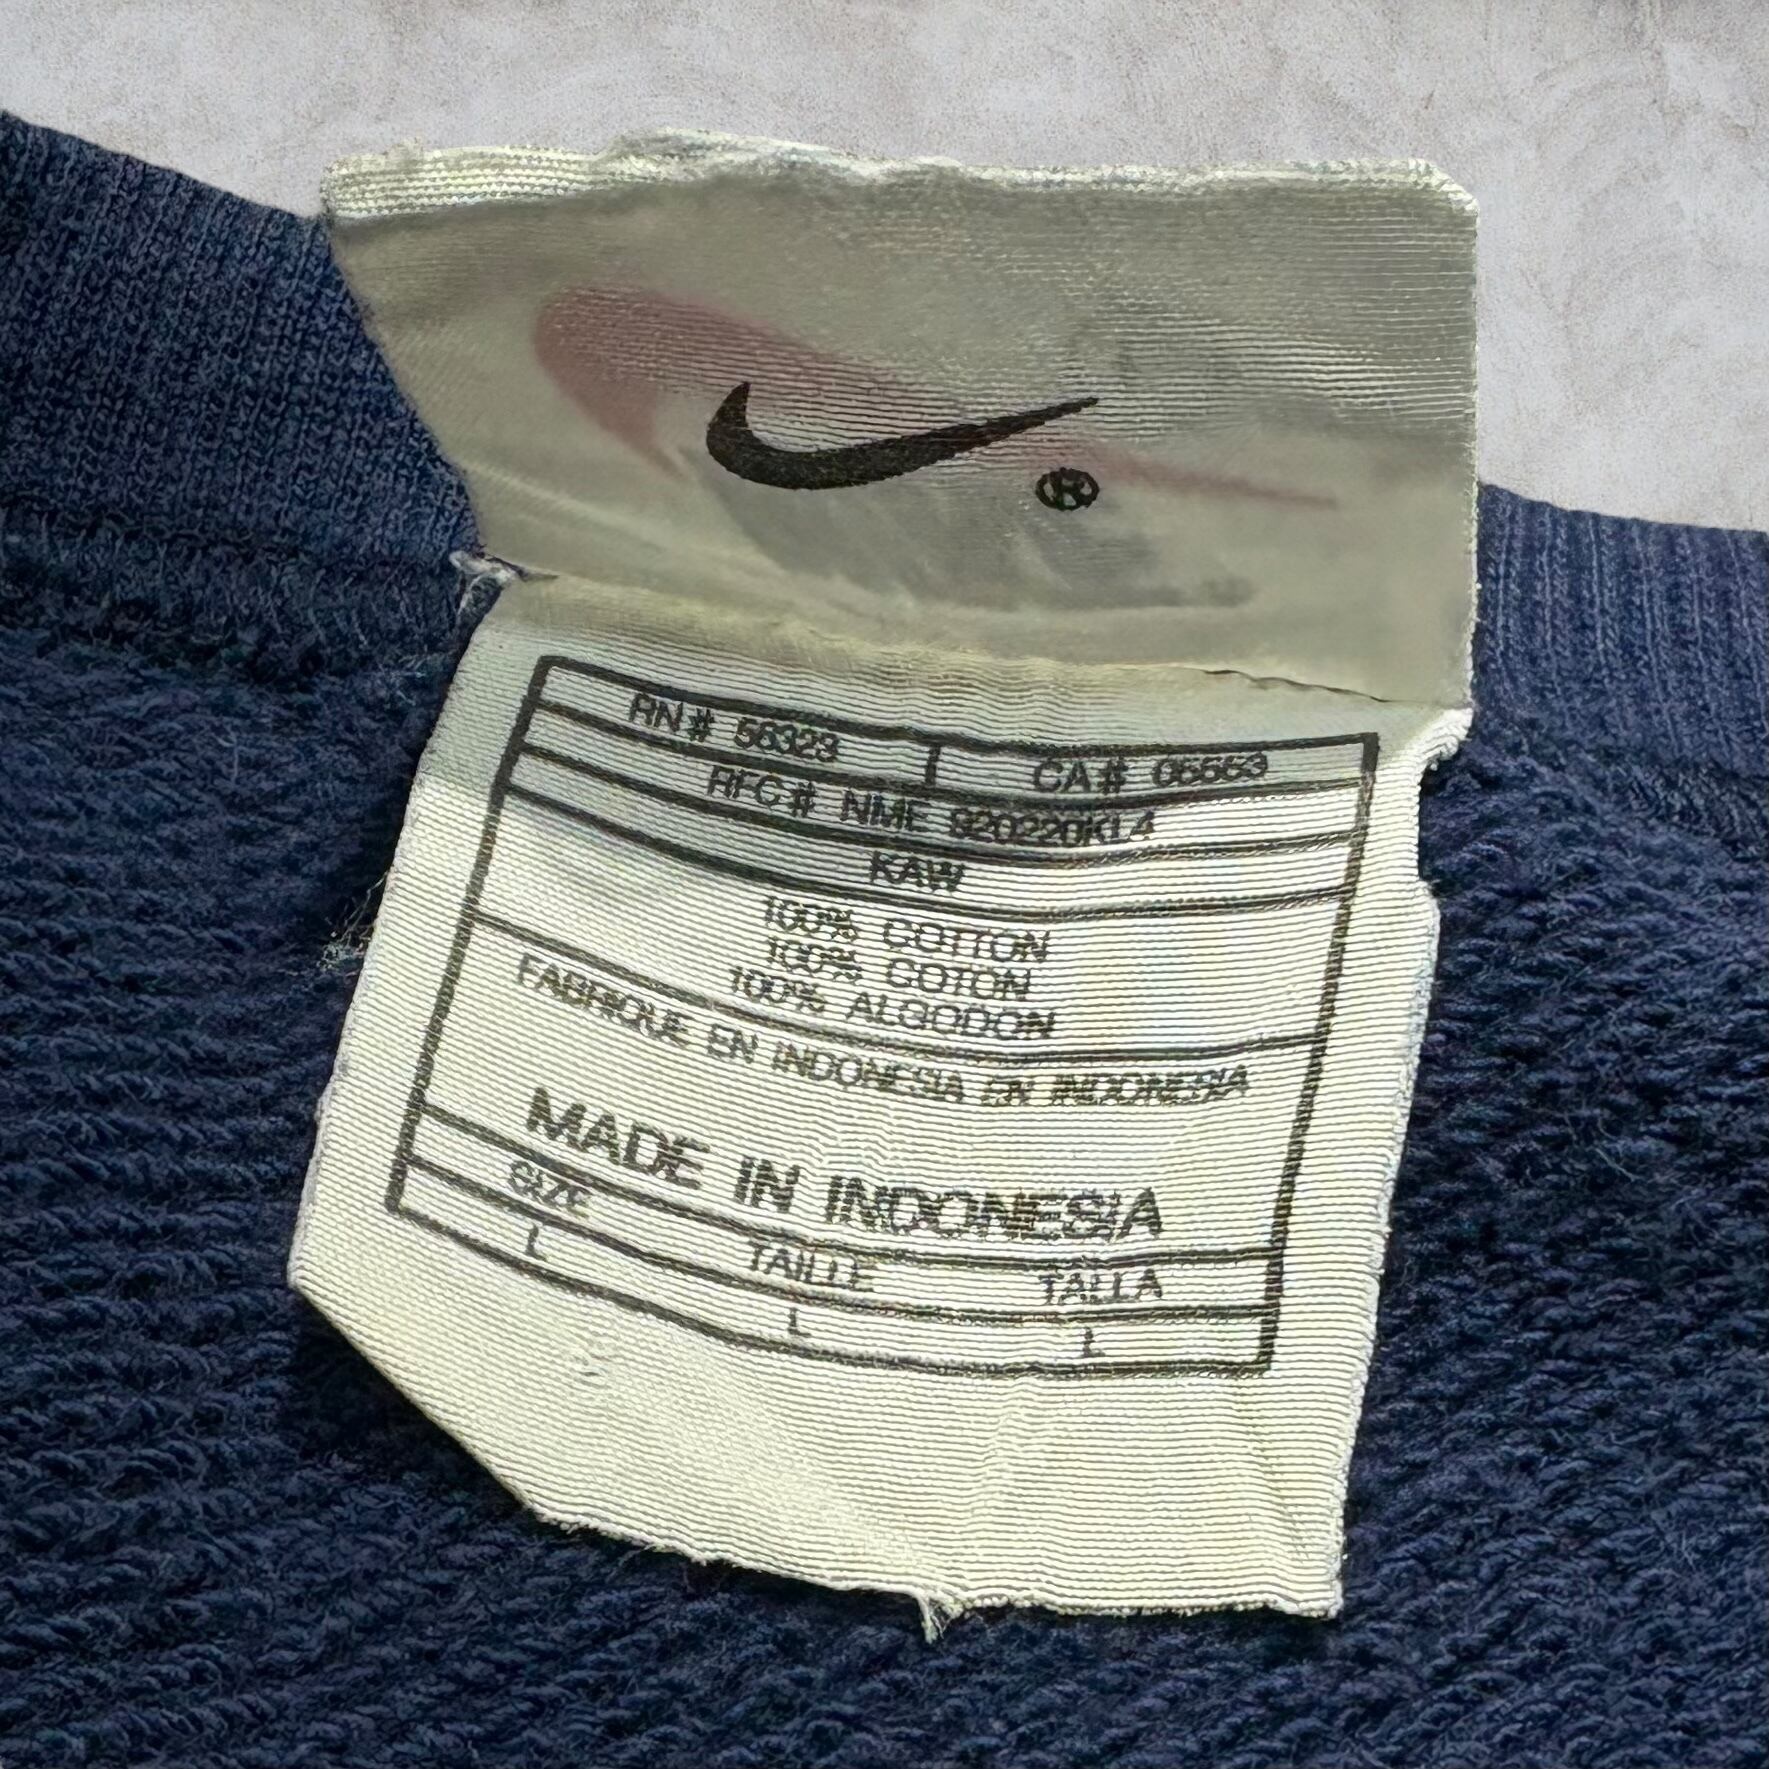 ®
RN# 56323 | CA# 05553
RFC# NME 920220KL4
KAW
100% COTTON
100% COTON
100% ALGODON
FABRIQUE EN INDONESIA EN INDONESIA
MADE IN INDONESIA
SIZE TAILLE TALLA
L L L